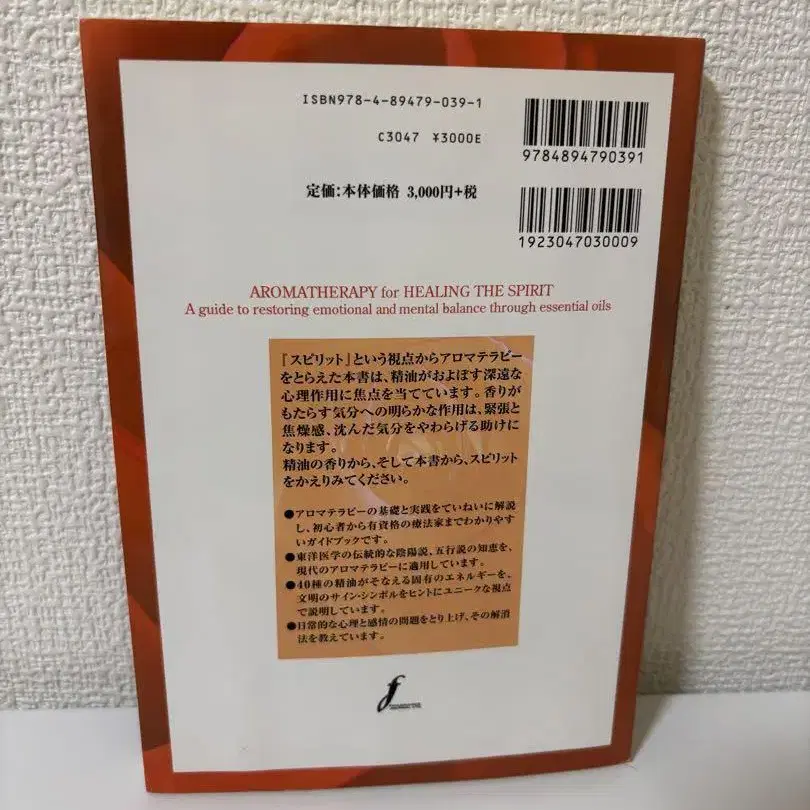 ISBN978-4-89479-039-1
C3047 ¥3000E
9784894790391
定価:本体価格 3,000円+税
1923047030009
AROMATHERAPY for HEALING THE SPIRIT
A guide to restoring emotional and mental balance through essential oils
『スピリット』という視点からアロマテラピー
をとらえた本書は、精油がおよぼす深遠な
心理作用に焦点を当てています。香りが
もたらす気分への明らかな作用は、緊張と
焦燥感、沈んだ気分をやわらげる助けに
なります。
精油の香りから、そして本書から、スピリット
をかえりみてください。
●アロマテラピーの基礎と実践をていねいに解説
し、初心者から有資格の療法家までわかりやす
いガイドブックです。
●東洋医学の伝統的な陰陽説、五行説の知恵を、
現代のアロマテラピーに適用しています。
●40種の精油がそなえる固有のエネルギーを、
文明のサイン・シンボルをヒントにユニークな視点
で説明しています。
●日常的な心理と感情の問題をとり上げ、その解消
法を教えています。
f